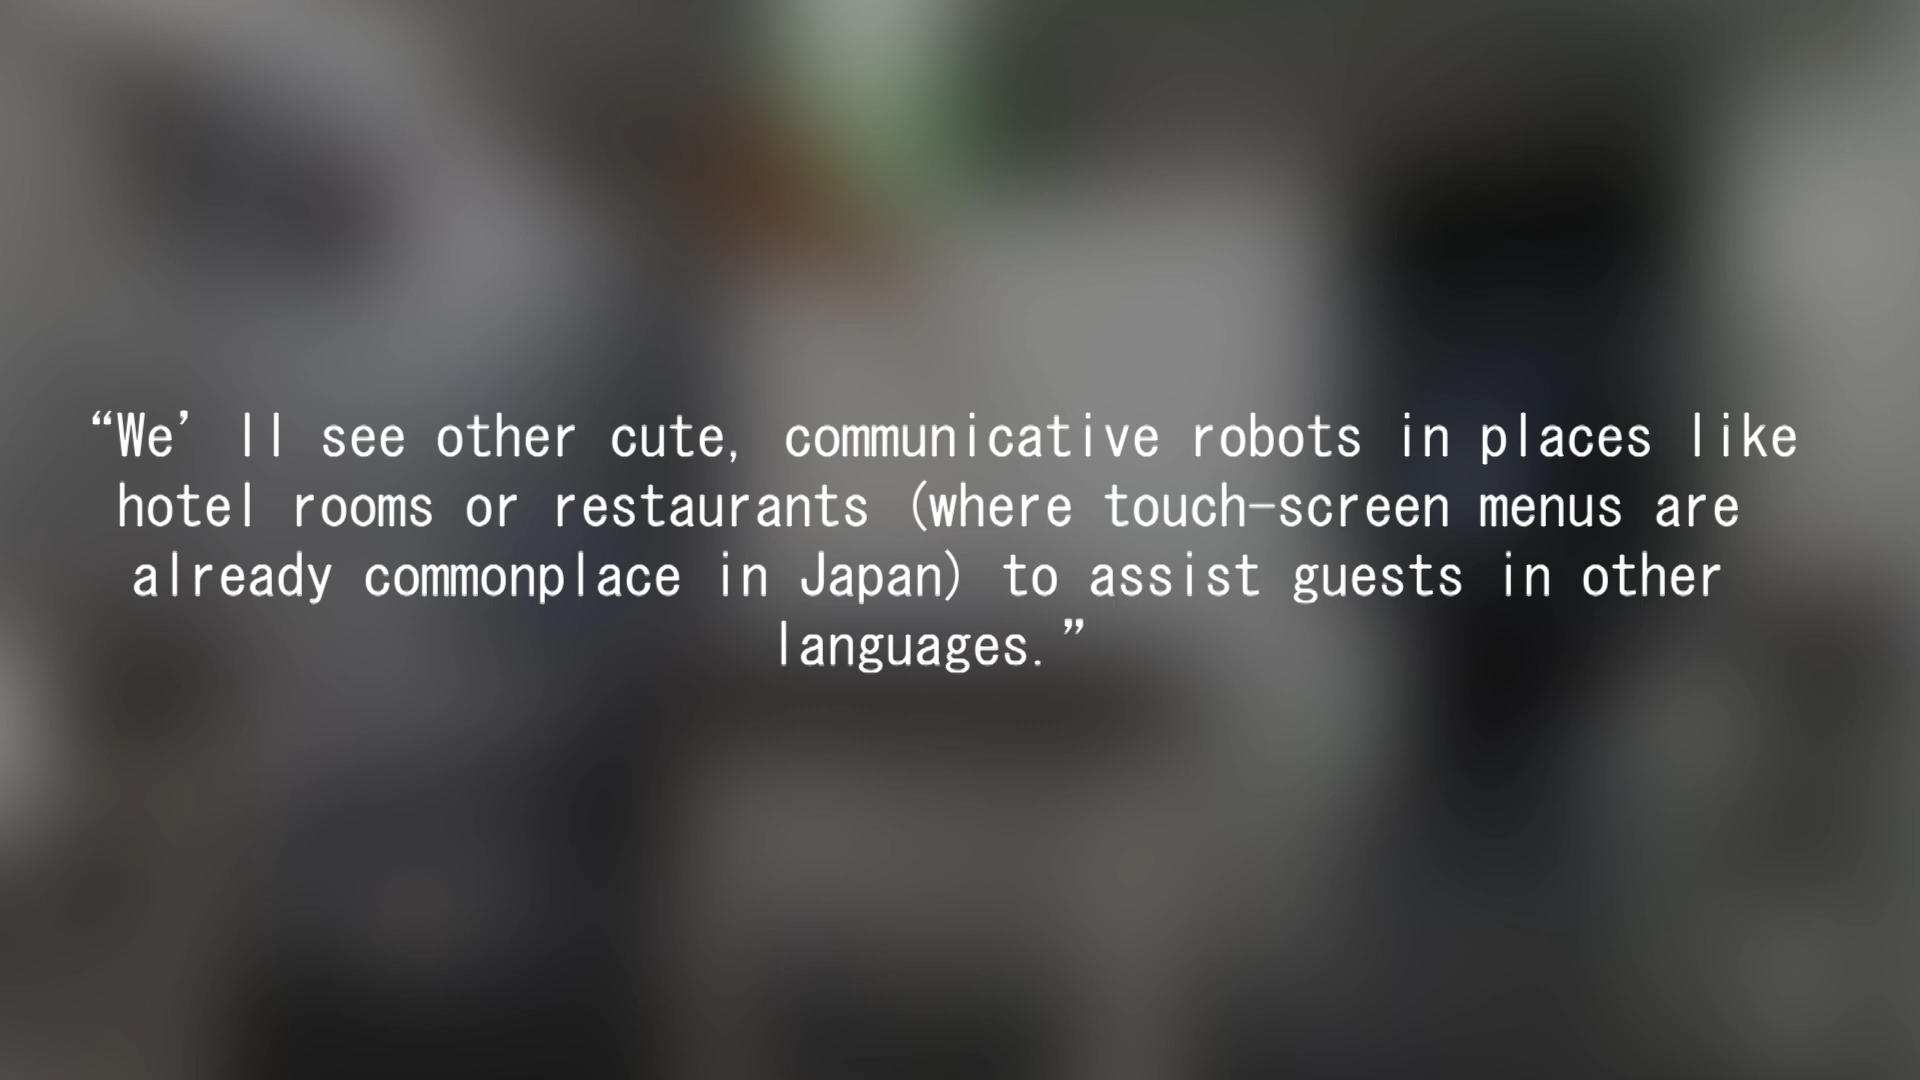 “We’ll see other cute, communicative robots in places like
hotel rooms or restaurants (where touch-screen menus are
already commonplace in Japan) to assist guests in other
languages.”